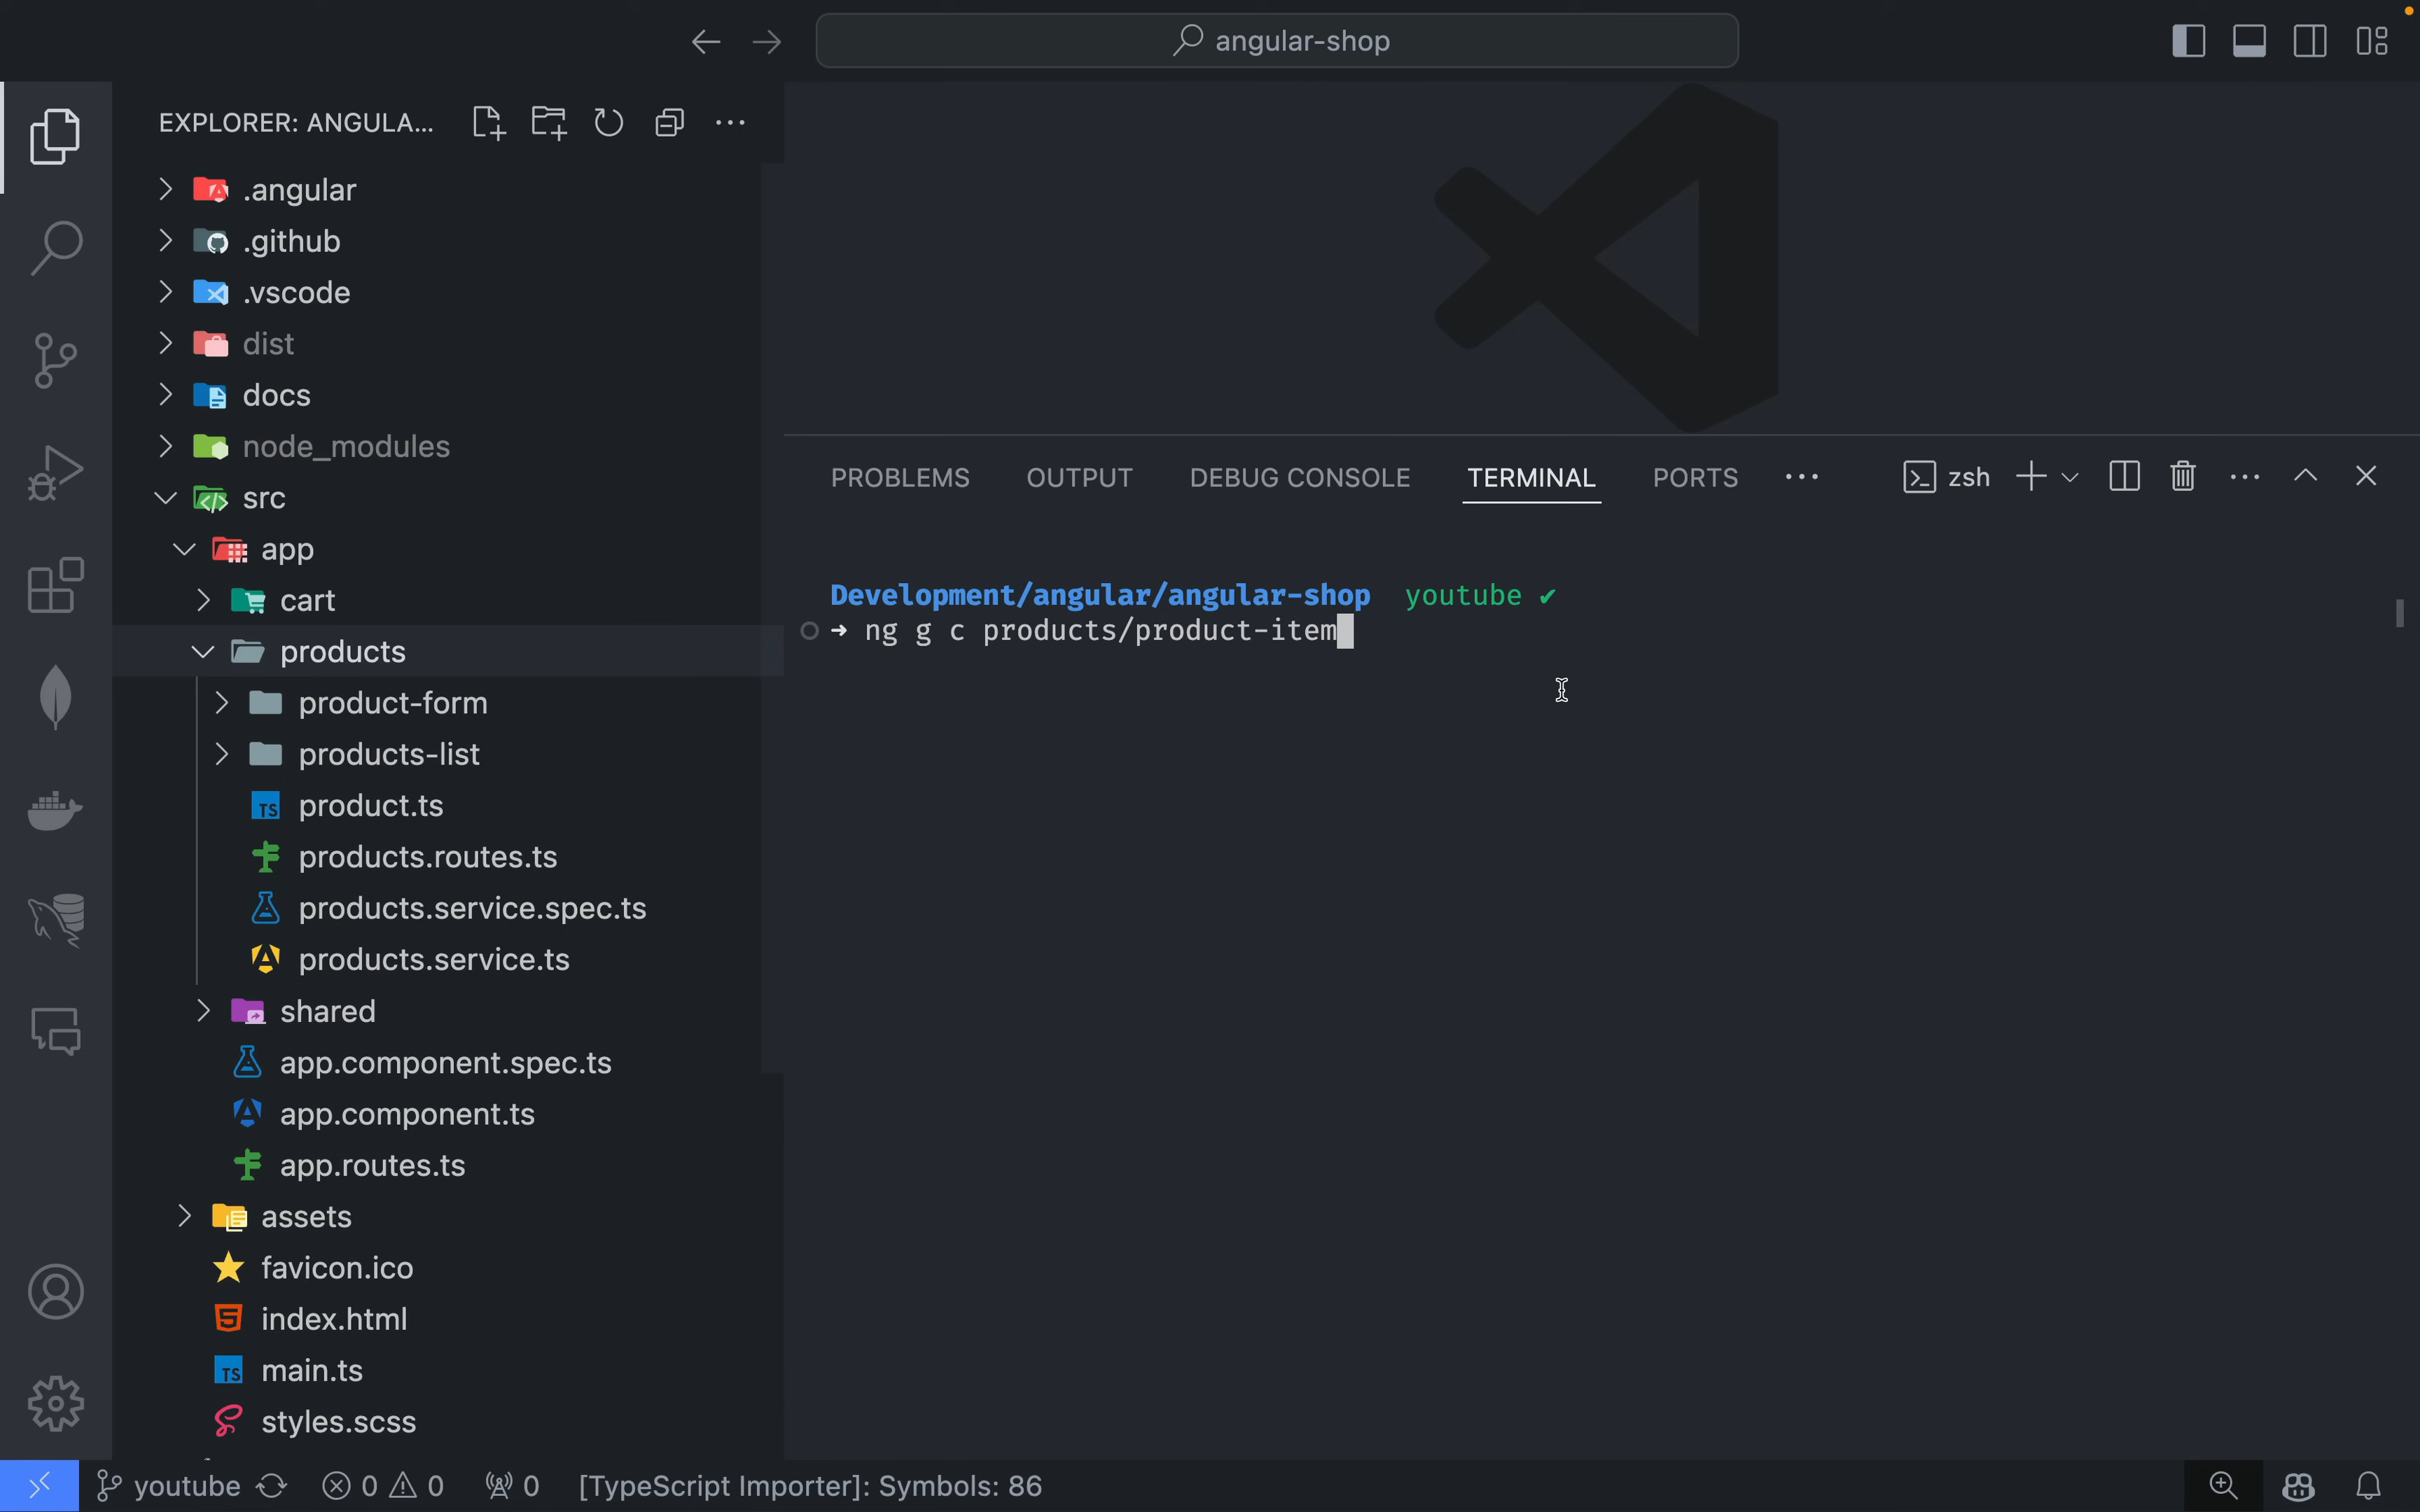 angular-shop
EXPLORER: ANGULA...
.angular
.github
.vscode
dist
docs
node_modules
src
app
cart
products
product-form
products-list
TS product.ts
products.routes.ts
products.service.spec.ts
products.service.ts
shared
app.component.spec.ts
app.component.ts
app.routes.ts
assets
favicon.ico
index.html
TS main.ts
styles.scss
PROBLEMS OUTPUT DEBUG CONSOLE TERMINAL PORTS ··· zsh
Development/angular/angular-shop youtube ✔
➜ ng g c products/product-item
youtube 0 0 0 [TypeScript Importer]: Symbols: 86